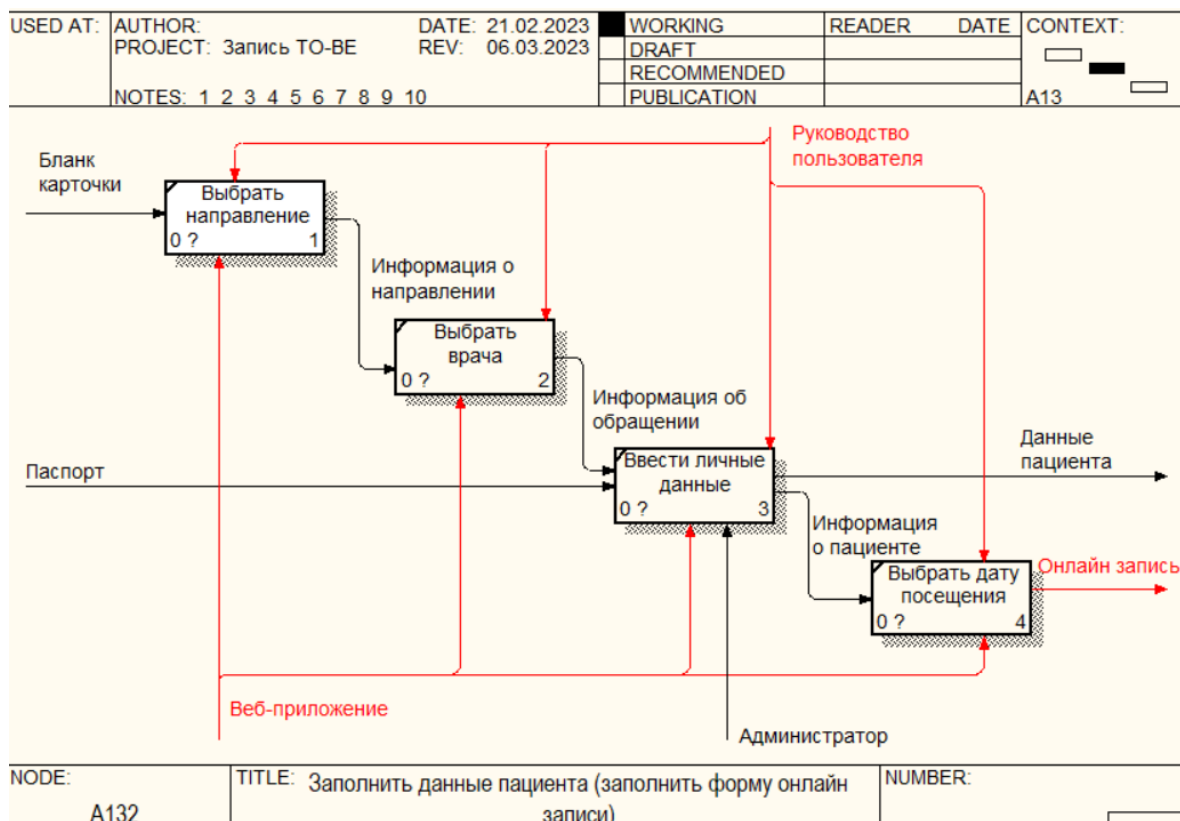 USED AT:
AUTHOR:
DATE: 21.02.2023
PROJECT: Запись TO-BE
REV: 06.03.2023
NOTES: 1 2 3 4 5 6 7 8 9 10
WORKING
DRAFT
RECOMMENDED
PUBLICATION
READER DATE
CONTEXT:
A13
Руководство
пользователя
Бланк
карточки
Выбрать
направление
0 ? 1
Информация о
направлении
Выбрать
врача
0 ? 2
Информация об
обращении
Паспорт
Ввести личные
данные
0 ? 3
Данные
пациента
Информация
о пациенте
Выбрать дату
посещения
0 ? 4
Онлайн запись
Веб-приложение
Администратор
NODE:
A132
TITLE: Заполнить данные пациента (заполнить форму онлайн
записи)
NUMBER: